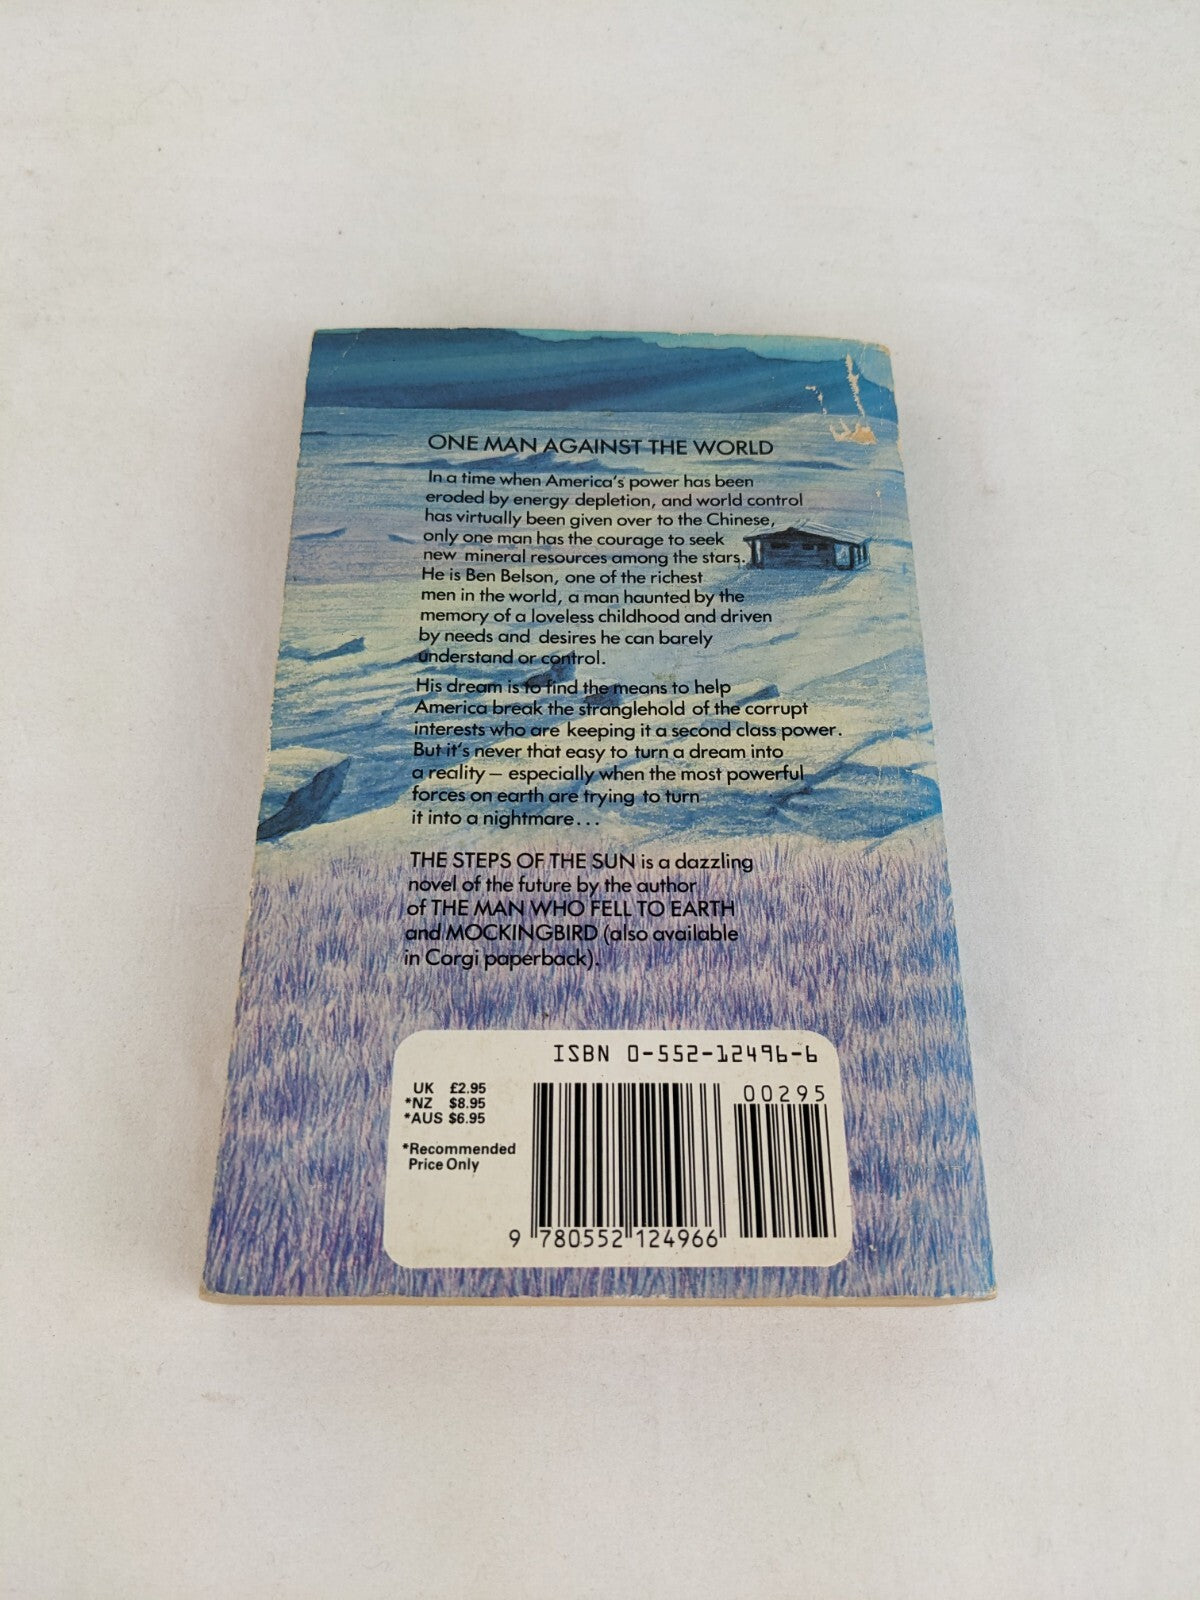 ONE MAN AGAINST THE WORLD
In a time when America's power has been
eroded by energy depletion, and world control
has virtually been given over to the Chinese,
only one man has the courage to seek
new mineral resources among the stars.
He is Ben Belson, one of the richest
men in the world, a man haunted by the
memory of a loveless childhood and driven
by needs and desires he can barely
understand or control.
His dream is to find the means to help
America break the stranglehold of the corrupt
interests who are keeping it a second class power.
But it's never that easy to turn a dream into
a reality — especially when the most powerful
forces on earth are trying to turn
it into a nightmare...
THE STEPS OF THE SUN is a dazzling
novel of the future by the author
of THE MAN WHO FELL TO EARTH
and MOCKINGBIRD (also available
in Corgi paperback).
ISBN 0-552-12496-6
UK £2.95
*NZ $8.95
*AUS $6.95
*Recommended
Price Only
00295
9 780552 124966